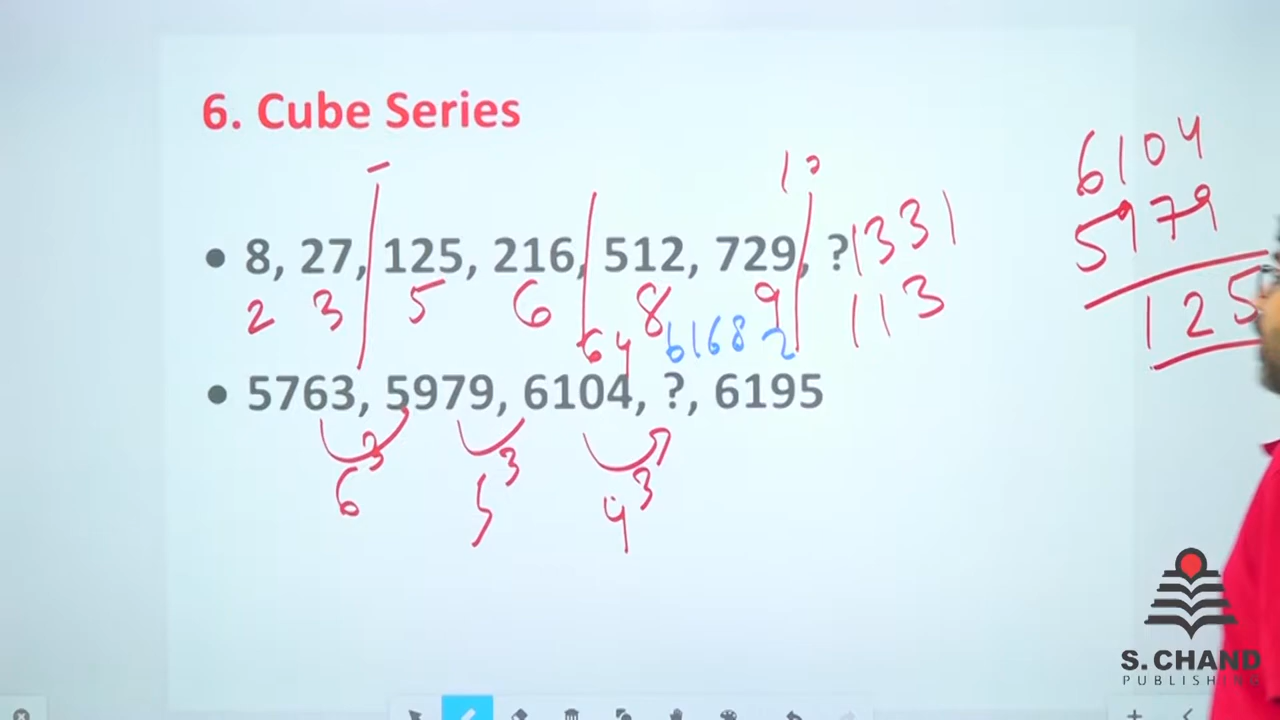 6. Cube Series
10
• 8, 27, 125, 216, 512, 729, ? 1331
2 3 5 6 8 9 113
64 6168
• 5763, 5979, 6104, ?, 6195
6³ 5³ 4³
6104
5979
125
S. CHAND
PUBLISHING